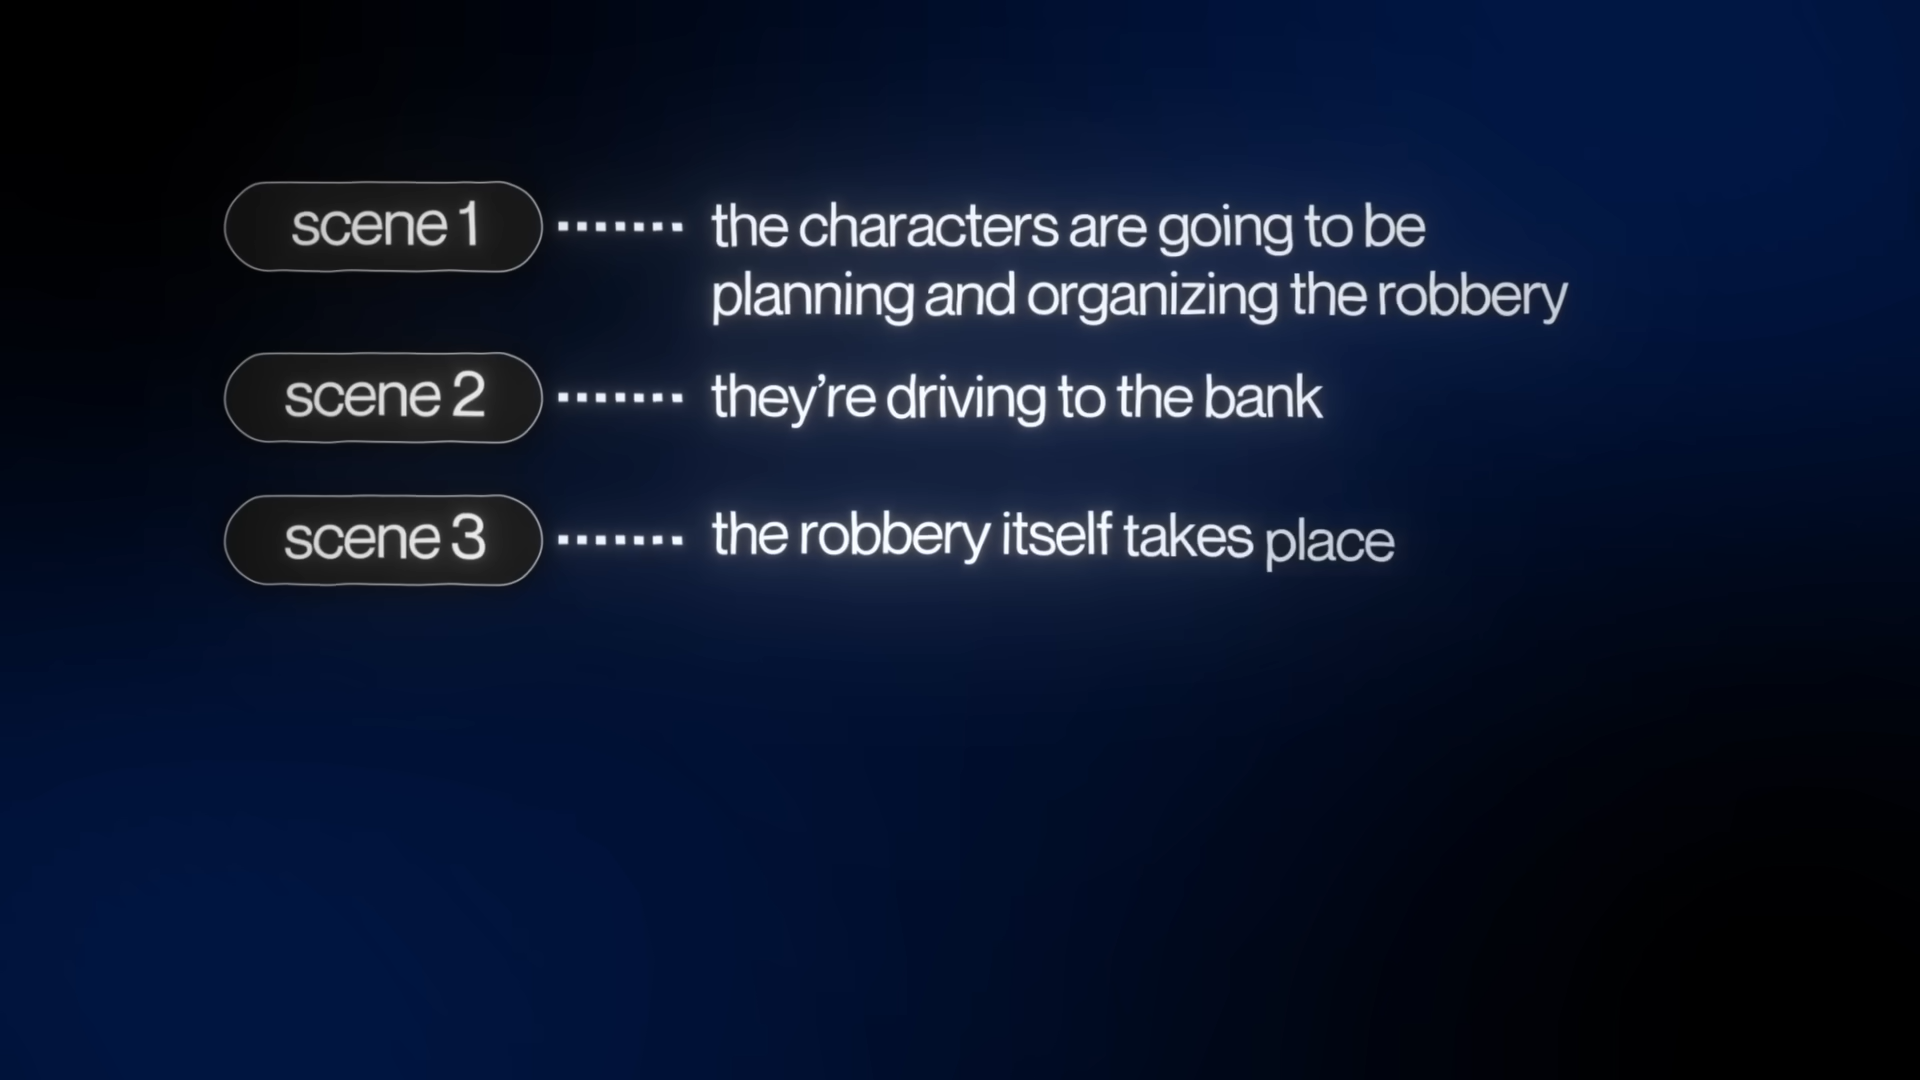 scene 1 ....... the characters are going to be
planning and organizing the robbery
scene 2 ....... they’re driving to the bank
scene 3 ....... the robbery itself takes place